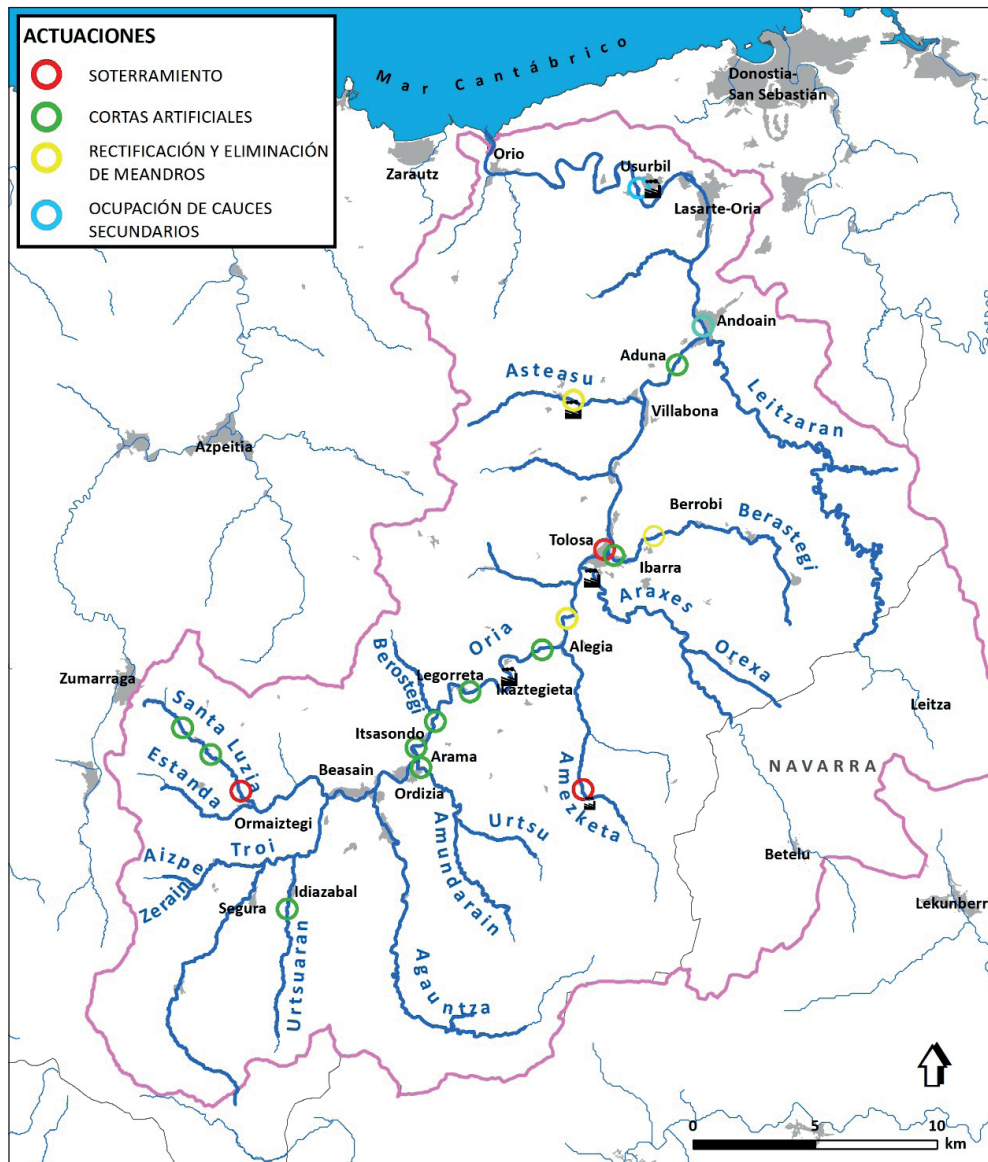 ACTUACIONES
SOTERRAMIENTO
CORTAS ARTIFICIALES
RECTIFICACIÓN Y ELIMINACIÓN
DE MEANDROS
OCUPACIÓN DE CAUCES
SECUNDARIOS
Mar Cantábrico
Donostia-
San Sebastián
Orio
Zarautz
Usurbil
Lasarte-Oria
Andoain
Aduna
Asteasu
Leitzaran
Villabona
Azpeitia
Berrobi
Berastegi
Tolosa
Ibarra
Araxes
Oria
Orexa
Alegia
Berostegi
Legorreta
Ikaztegieta
Zumarraga
Leitza
Santa Luzia
Itsasondo
Arama
Estanda
Beasain
NAVARRA
Ordizia
Amezketa
Ormaiztegi
Urtsu
Troi
Aizpe
Amundarain
Betelu
Zerain
Idiazabal
Segura
Lekunberri
Urtsuaran
Agauntza
0 5 10
km